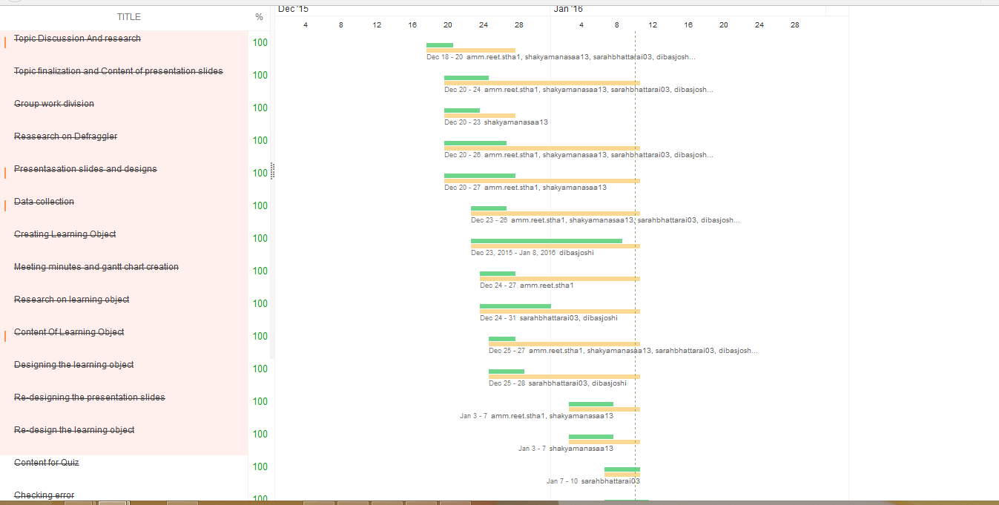 Dec '15 Jan '16
TITLE %
4 8 12 16 20 24 28 4 8 12 16 20 24 28
Topic Discussion And research 100
Dec 18 - 20 amm.reet.stha1, shakyamanasaa13, sarahbhattarai03, dibasjosh...
Topic finalization and Content of presentation slides 100
Dec 20 - 24 amm.reet.stha1, shakyamanasaa13, sarahbhattarai03, dibasjosh...
Group work division 100
Dec 20 - 23 shakyamanasaa13
Reasearch on Defraggler 100
Dec 20 - 26 amm.reet.stha1, shakyamanasaa13, sarahbhattarai03, dibasjosh...
Presentasation slides and designs 100
Dec 20 - 27 amm.reet.stha1, shakyamanasaa13
Data collection 100
Dec 23 - 26 amm.reet.stha1, shakyamanasaa13, sarahbhattarai03, dibasjosh...
Creating Learning Object 100
Dec 23, 2015 - Jan 8, 2016 dibasjoshi
Meeting minutes and gantt chart creation 100
Dec 24 - 27 amm.reet.stha1
Research on learning object 100
Dec 24 - 31 sarahbhattarai03, dibasjoshi
Content Of Learning Object 100
Dec 25 - 27 amm.reet.stha1, shakyamanasaa13, sarahbhattarai03, dibasjosh...
Designing the learning object 100
Dec 25 - 28 sarahbhattarai03, dibasjoshi
Re-designing the presentation slides 100
Jan 3 - 7 amm.reet.stha1, shakyamanasaa13
Re-design the learning object 100
Jan 3 - 7 shakyamanasaa13
Content for Quiz 100
Jan 7 - 10 sarahbhattarai03
Checking error 100